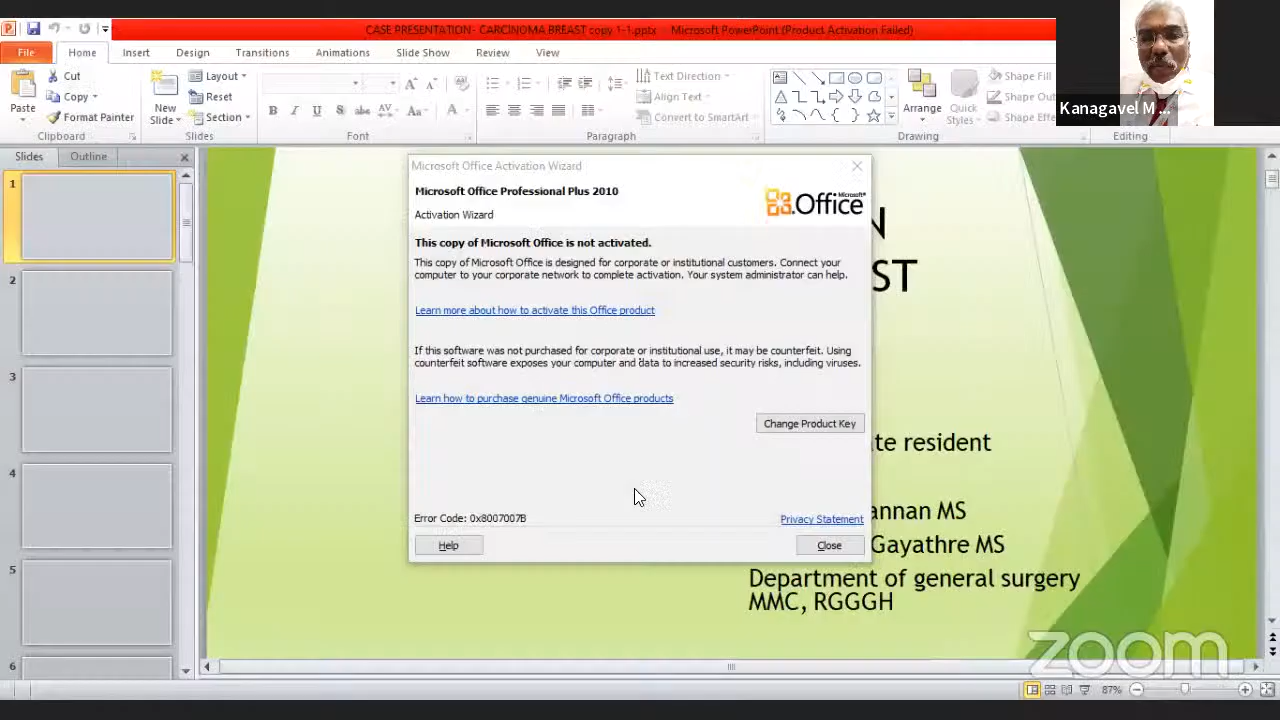 CASE PRESENTATION- CARCINOMA BREAST copy 1-1.pptx - Microsoft PowerPoint (Product Activation Failed)
File Home Insert Design Transitions Animations Slide Show Review View
Kanagavel M ...
Paste
Cut
Copy
Format Painter
Clipboard
New
Slide
Layout
Reset
Section
Slides
B I U S abc AV Aa A
Font
Text Direction
Align Text
Convert to SmartArt
Paragraph
Arrange
Quick
Styles
Shape Fill
Shape Ou
Shape Effe
Drawing
Editing
Slides Outline
1
2
3
4
5
6
Microsoft Office Activation Wizard
Microsoft Office Professional Plus 2010
Activation Wizard
Microsoft
Office
This copy of Microsoft Office is not activated.
This copy of Microsoft Office is designed for corporate or institutional customers. Connect your
computer to your corporate network to complete activation. Your system administrator can help.
Learn more about how to activate this Office product
If this software was not purchased for corporate or institutional use, it may be counterfeit. Using
counterfeit software exposes your computer and data to increased security risks, including viruses.
Learn how to purchase genuine Microsoft Office products
Change Product Key
Error Code: 0x8007007B
Privacy Statement
Help
Close
N
ST
te resident
annan MS
Gayathre MS
Department of general surgery
MMC, RGGGH
zoom
87%